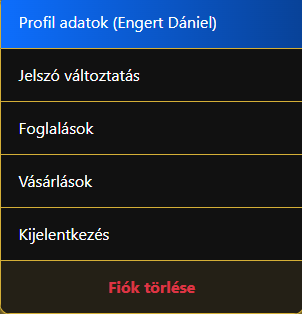 Profil adatok (Engert Dániel)
Jelszó változtatás
Foglalások
Vásárlások
Kijelentkezés
Fiók törlése